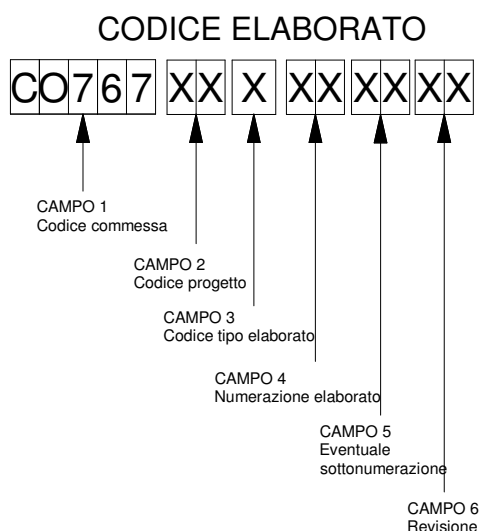 CODICE ELABORATO
CO767 XX X XX XX XX
CAMPO 1
Codice commessa
CAMPO 2
Codice progetto
CAMPO 3
Codice tipo elaborato
CAMPO 4
Numerazione elaborato
CAMPO 5
Eventuale
sottonumerazione
CAMPO 6
Revisione